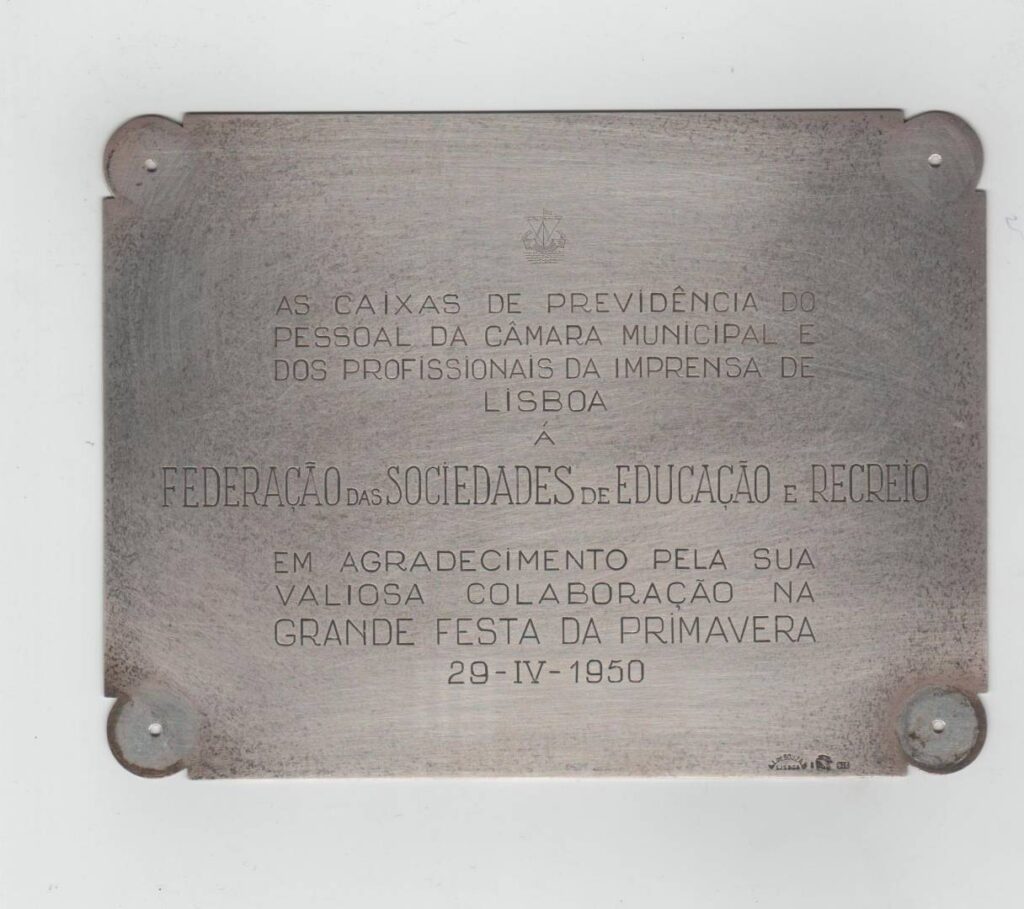 AS CAIXAS DE PREVIDÊNCIA DO
PESSOAL DA CÂMARA MUNICIPAL E
DOS PROFISSIONAIS DA IMPRENSA DE
LISBOA
Á
FEDERAÇÃO DAS SOCIEDADES DE EDUCAÇÃO E RECREIO
EM AGRADECIMENTO PELA SUA
VALIOSA COLABORAÇÃO NA
GRANDE FESTA DA PRIMAVERA
29-IV-1950
LISBOA